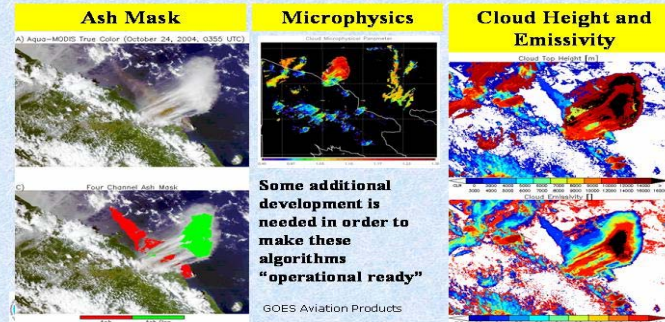 Ash Mask
Microphysics
Cloud Height and
Emissivity
A) Aqua-MODIS True Color (October 24, 2004, 0355 UTC)
Cloud Microphysical Parameter
Cloud Top Height [m]
C) Four Channel Ash Mask
Some additional
development is
needed in order to
make these
algorithms
“operational ready”
Cloud Emissivity []
GOES Aviation Products